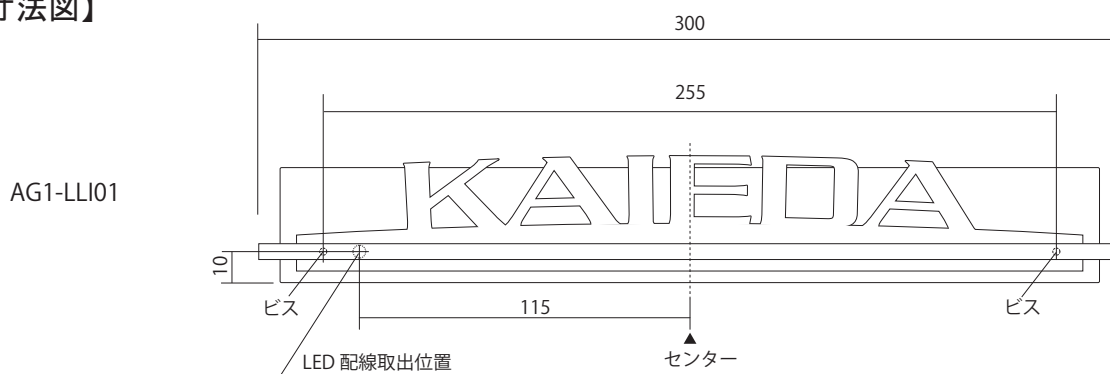 寸法図】
300
255
KAIEDA
AG1-LLI01
10
ビス
115
ビス
LED 配線取出位置
センター